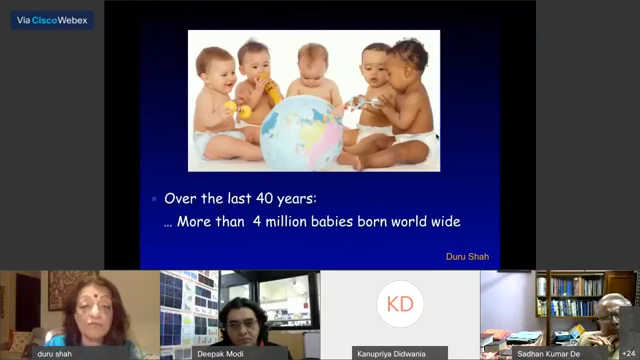 Via Cisco Webex
Over the last 40 years:
… More than 4 million babies born world wide
Duru Shah
KD
duru shah
Deepak Modi
Kanupriya Didwania
Sadhan Kumar De
+24